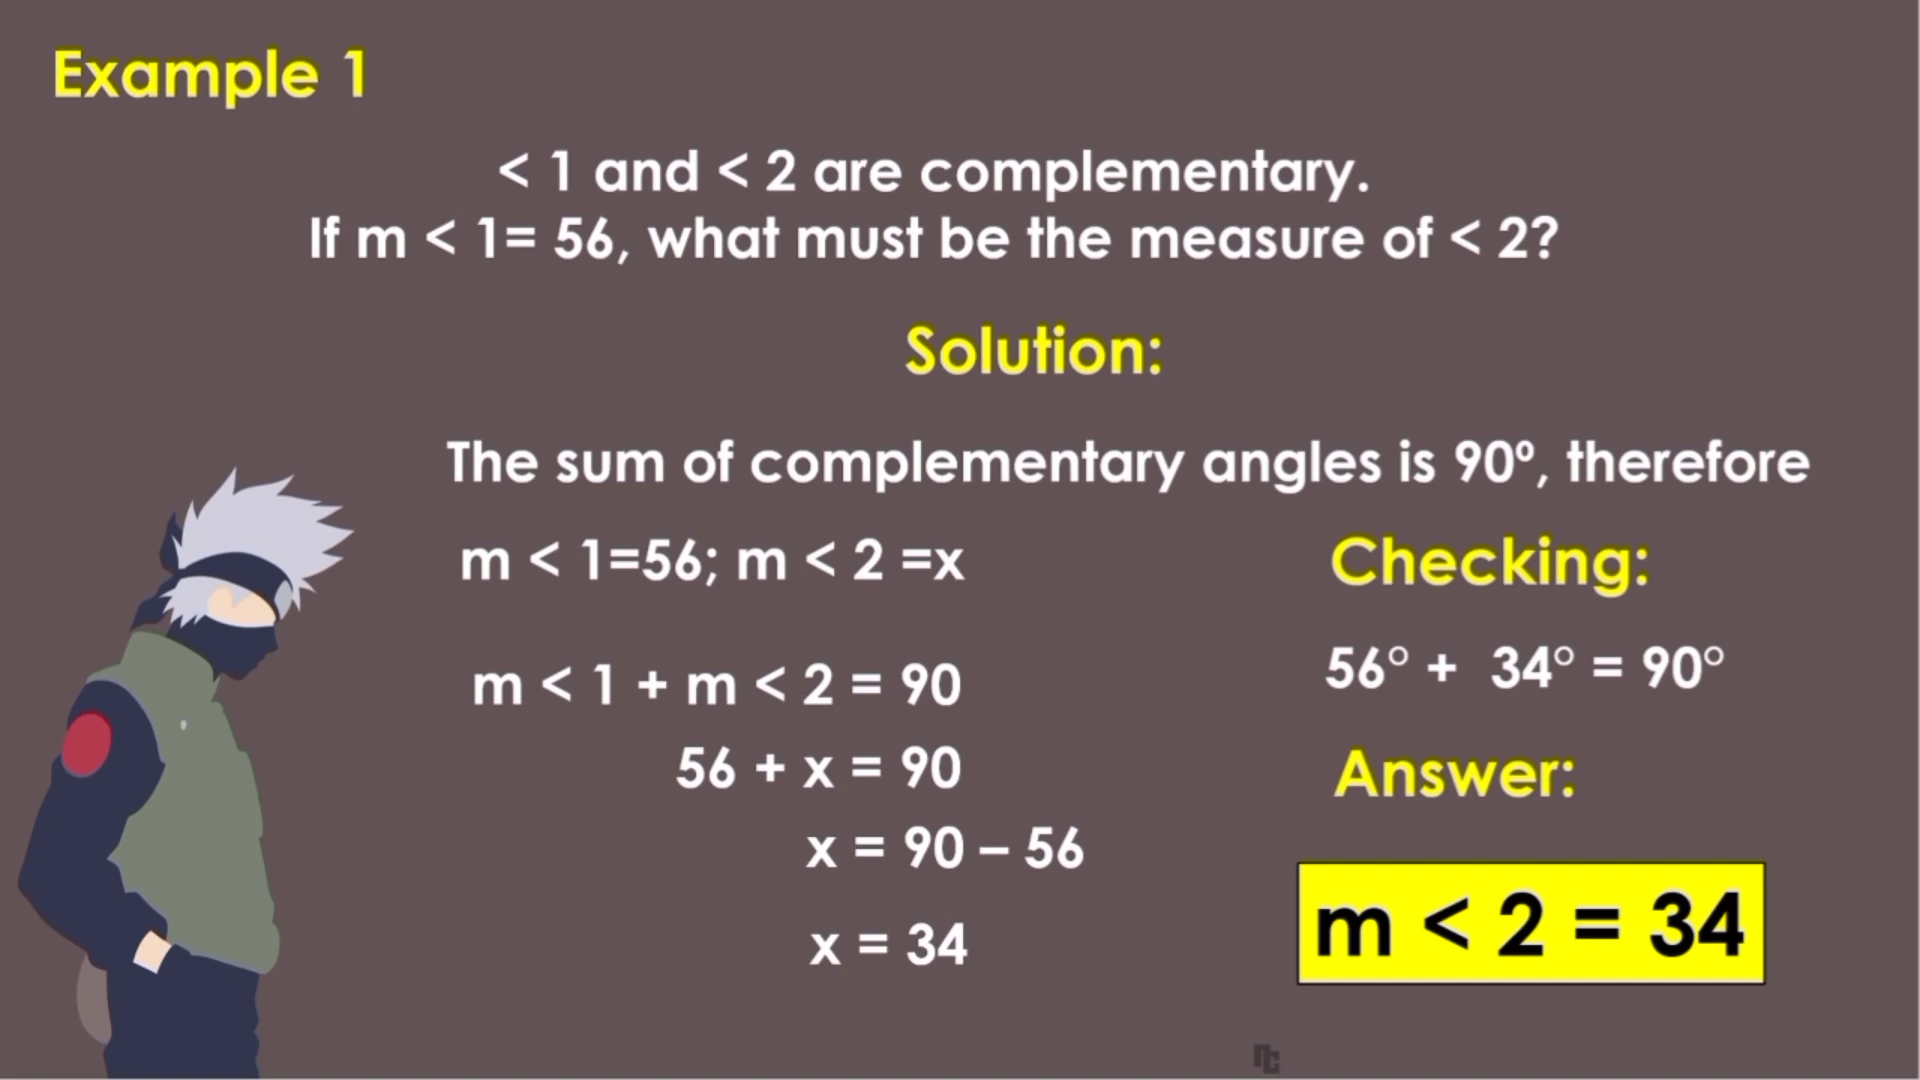 Example 1
< 1 and < 2 are complementary.
If m < 1= 56, what must be the measure of < 2?
Solution:
The sum of complementary angles is 90º, therefore
m < 1=56; m < 2 =x
m < 1 + m < 2 = 90
56 + x = 90
x = 90 – 56
x = 34
Checking:
56° + 34° = 90°
Answer:
m < 2 = 34